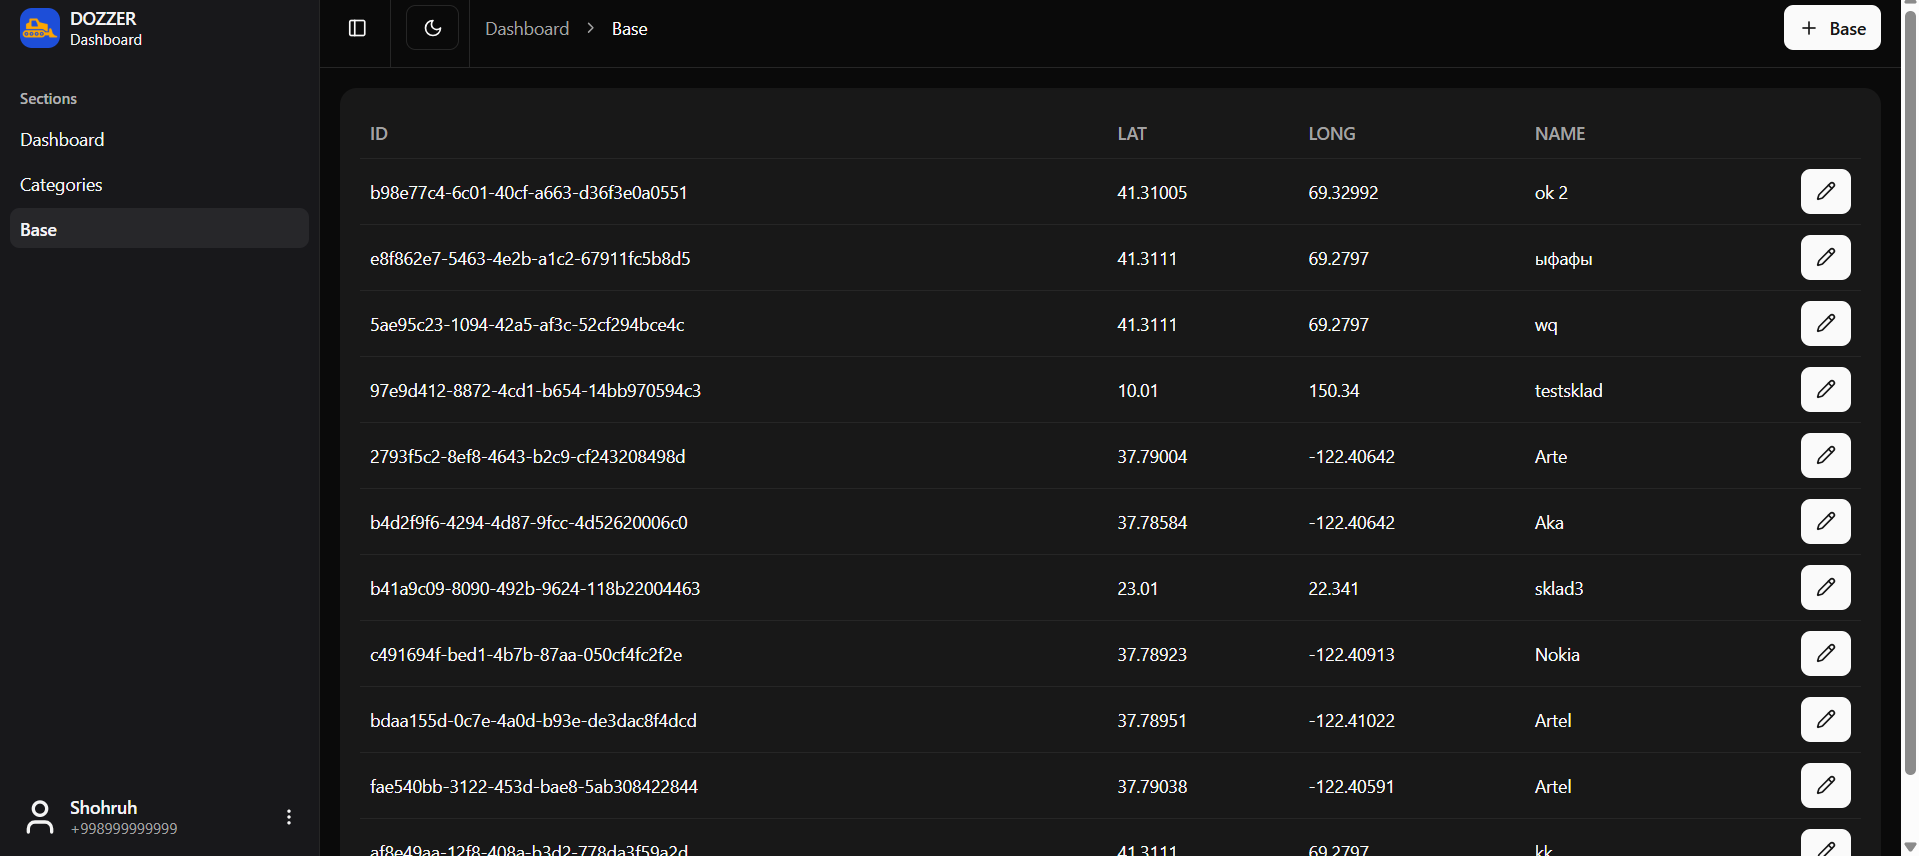 DOZZER
Dashboard
Sections
Dashboard
Categories
Base
Shohruh
+998999999999
Dashboard > Base
+ Base
ID LAT LONG NAME
b98e77c4-6c01-40cf-a663-d36f3e0a0551 41.31005 69.32992 ok 2
e8f862e7-5463-4e2b-a1c2-67911fc5b8d5 41.3111 69.2797 ыфафы
5ae95c23-1094-42a5-af3c-52cf294bce4c 41.3111 69.2797 wq
97e9d412-8872-4cd1-b654-14bb970594c3 10.01 150.34 testsklad
2793f5c2-8ef8-4643-b2c9-cf243208498d 37.79004 -122.40642 Arte
b4d2f9f6-4294-4d87-9fcc-4d52620006c0 37.78584 -122.40642 Aka
b41a9c09-8090-492b-9624-118b22004463 23.01 22.341 sklad3
c491694f-bed1-4b7b-87aa-050cf4fc2f2e 37.78923 -122.40913 Nokia
bdaa155d-0c7e-4a0d-b93e-de3dac8f4dcd 37.78951 -122.41022 Artel
fae540bb-3122-453d-bae8-5ab308422844 37.79038 -122.40591 Artel
af8e49aa-12f8-408a-b3d2-778da3f59a2d 41.3111 69.2797 kk